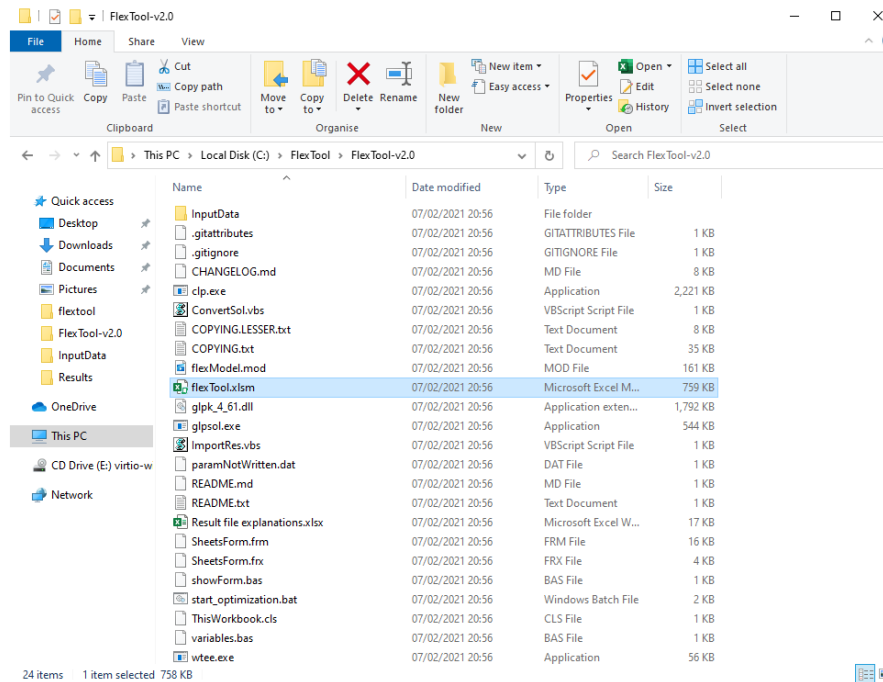 FlexTool-v2.0
File Home Share View
Pin to Quick access
Copy
Paste
Cut
Copy path
Paste shortcut
Clipboard
Move to
Copy to
Delete
Rename
Organise
New folder
New item
Easy access
New
Properties
Open
Edit
History
Open
Select all
Select none
Invert selection
Select
This PC > Local Disk (C:) > FlexTool > FlexTool-v2.0
Search FlexTool-v2.0
Quick access
Desktop
Downloads
Documents
Pictures
flextool
FlexTool-v2.0
InputData
Results
OneDrive
This PC
CD Drive (E:) virtio-w
Network
Name Date modified Type Size
InputData 07/02/2021 20:56 File folder
.gitattributes 07/02/2021 20:56 GITATTRIBUTES File 1 KB
.gitignore 07/02/2021 20:56 GITIGNORE File 1 KB
CHANGELOG.md 07/02/2021 20:56 MD File 8 KB
clp.exe 07/02/2021 20:56 Application 2,221 KB
ConvertSol.vbs 07/02/2021 20:56 VBScript Script File 1 KB
COPYING.LESSER.txt 07/02/2021 20:56 Text Document 8 KB
COPYING.txt 07/02/2021 20:56 Text Document 35 KB
flexModel.mod 07/02/2021 20:56 MOD File 161 KB
flexTool.xlsm 07/02/2021 20:56 Microsoft Excel M... 759 KB
glpk_4_61.dll 07/02/2021 20:56 Application exten... 1,792 KB
glpsol.exe 07/02/2021 20:56 Application 544 KB
ImportRes.vbs 07/02/2021 20:56 VBScript Script File 1 KB
paramNotWritten.dat 07/02/2021 20:56 DAT File 1 KB
README.md 07/02/2021 20:56 MD File 1 KB
README.txt 07/02/2021 20:56 Text Document 1 KB
Result file explanations.xlsx 07/02/2021 20:56 Microsoft Excel W... 17 KB
SheetsForm.frm 07/02/2021 20:56 FRM File 16 KB
SheetsForm.frx 07/02/2021 20:56 FRX File 4 KB
showForm.bas 07/02/2021 20:56 BAS File 1 KB
start_optimization.bat 07/02/2021 20:56 Windows Batch File 2 KB
ThisWorkbook.cls 07/02/2021 20:56 CLS File 1 KB
variables.bas 07/02/2021 20:56 BAS File 1 KB
wtee.exe 07/02/2021 20:56 Application 56 KB
24 items 1 item selected 758 KB